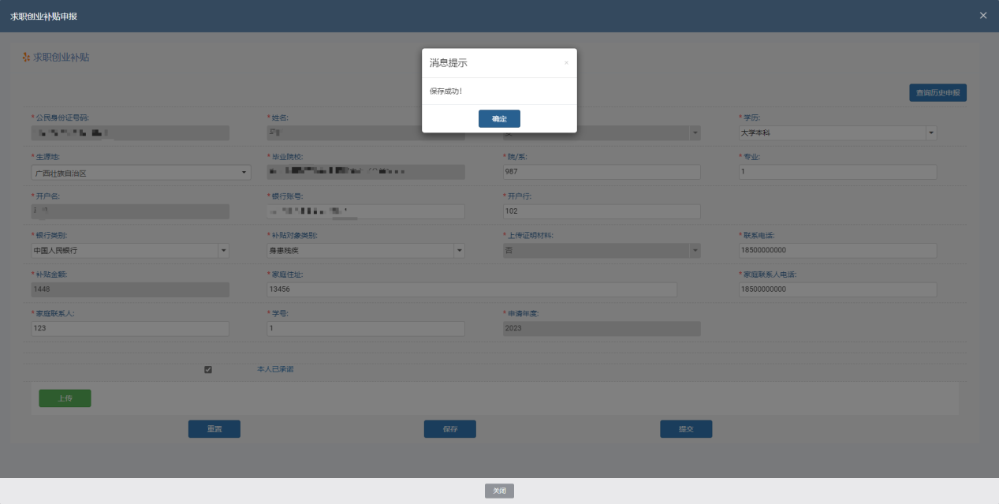 求职创业补贴申报
×
求职创业补贴
消息提示
×
保存成功!
确定
查询历史申报
*公民身份证号码:
*姓名:
*学历:
大学本科
*生源地:
*毕业院校:
*院/系:
*专业:
广西壮族自治区
987
1
*开户名:
*银行账号:
*开户行:
102
*银行类别:
*补贴对象类别:
*上传证明材料:
*联系电话:
中国人民银行
身患残疾
否
18500000000
*补贴金额:
*家庭住址:
*家庭联系人电话:
1448
13456
18500000000
*家庭联系人:
*学号:
*申请年度:
123
1
2023
本人已承诺
上传
重置
保存
提交
关闭